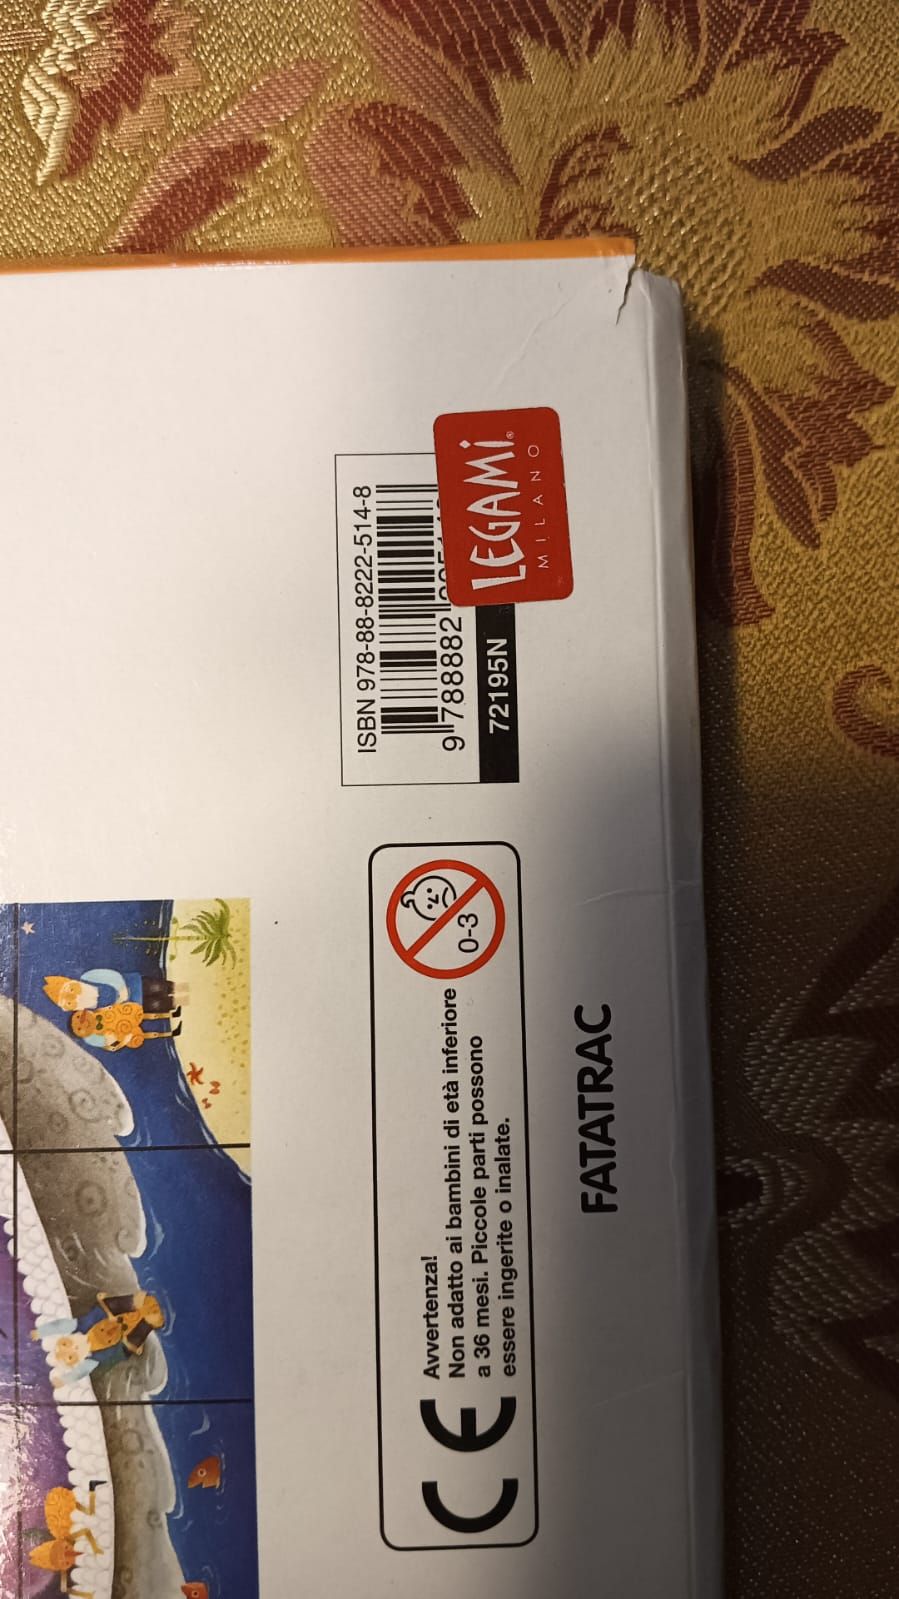 ISBN 978-88-8222-514-8
9 788882
72195N
LEGAMi®
MILANO
0-3
CE
Avvertenza!
Non adatto ai bambini di età inferiore
a 36 mesi. Piccole parti possono
essere ingerite o inalate.
FATATRAC